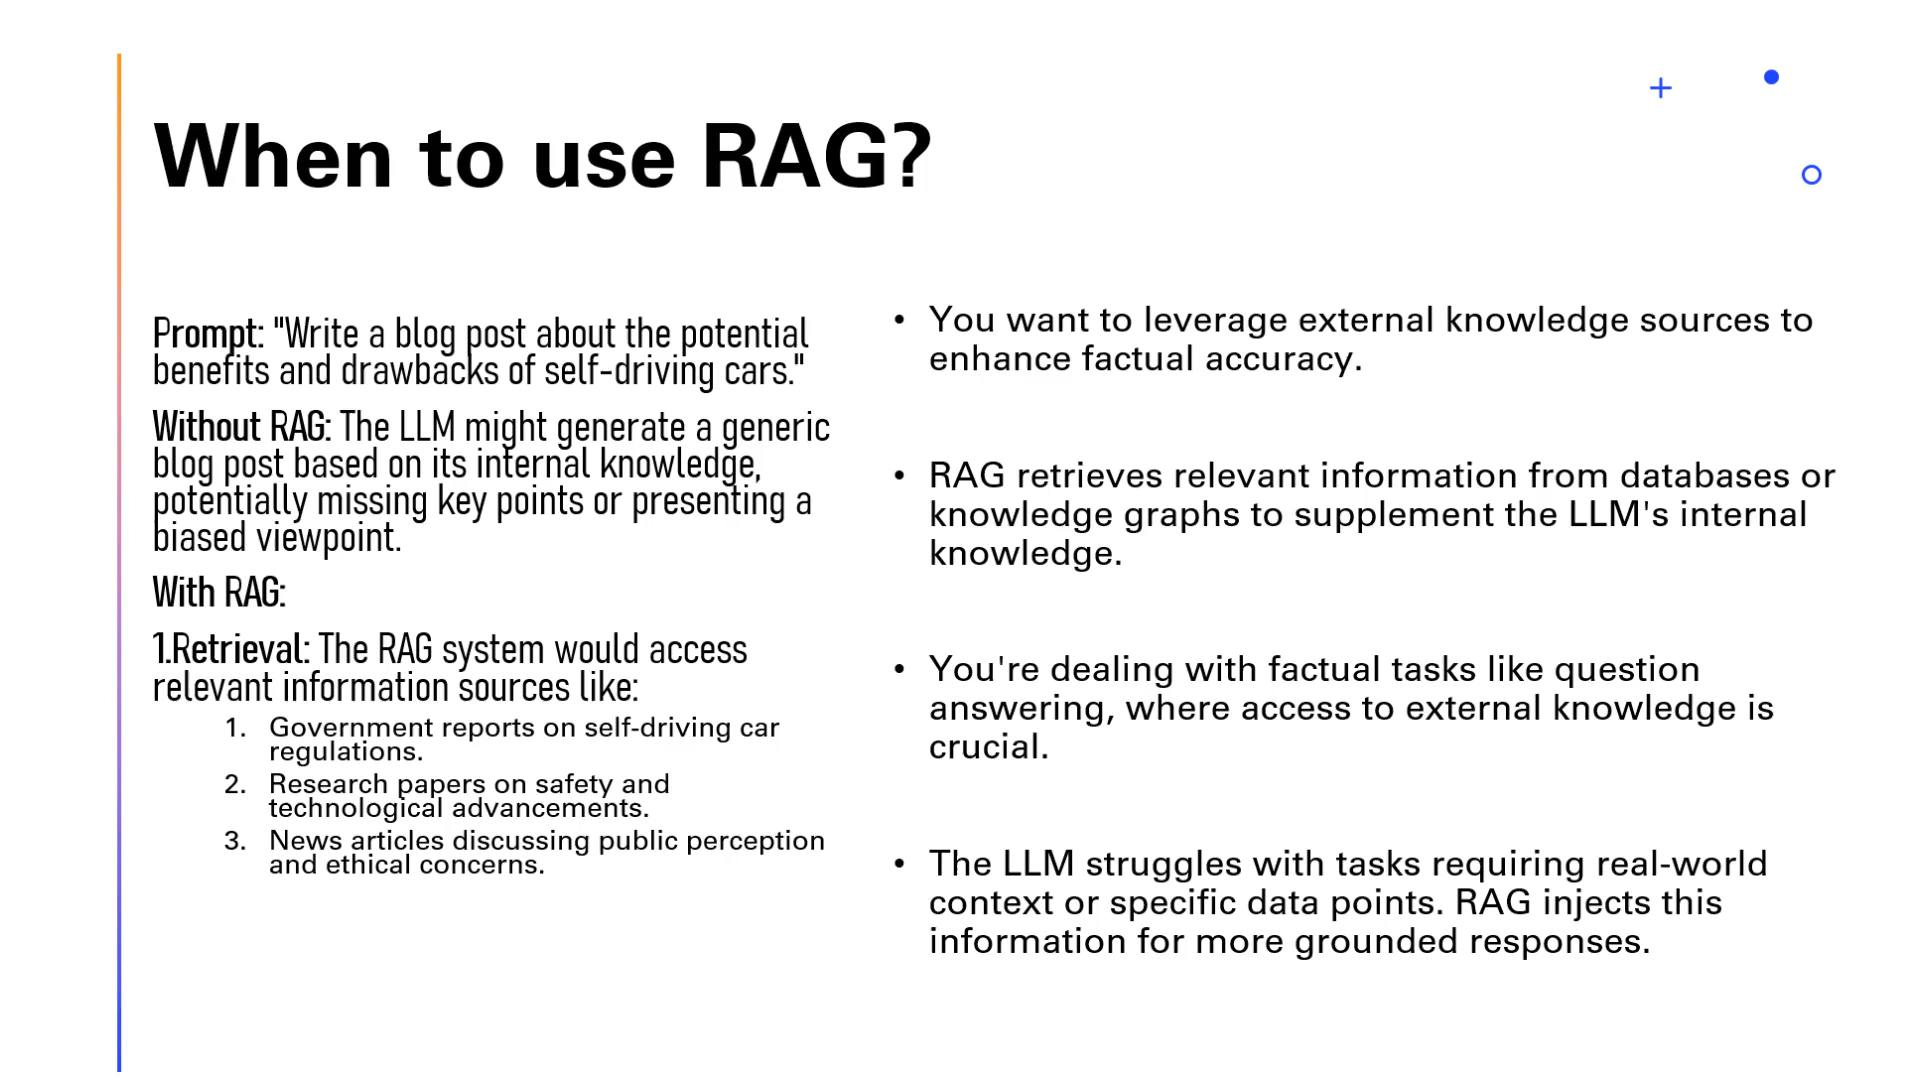 When to use RAG?
Prompt: "Write a blog post about the potential
benefits and drawbacks of self-driving cars."
Without RAG: The LLM might generate a generic
blog post based on its internal knowledge,
potentially missing key points or presenting a
biased viewpoint.
With RAG:
1.Retrieval: The RAG system would access
relevant information sources like:
1. Government reports on self-driving car
regulations.
2. Research papers on safety and
technological advancements.
3. News articles discussing public perception
and ethical concerns.
• You want to leverage external knowledge sources to
enhance factual accuracy.
• RAG retrieves relevant information from databases or
knowledge graphs to supplement the LLM's internal
knowledge.
• You're dealing with factual tasks like question
answering, where access to external knowledge is
crucial.
• The LLM struggles with tasks requiring real-world
context or specific data points. RAG injects this
information for more grounded responses.